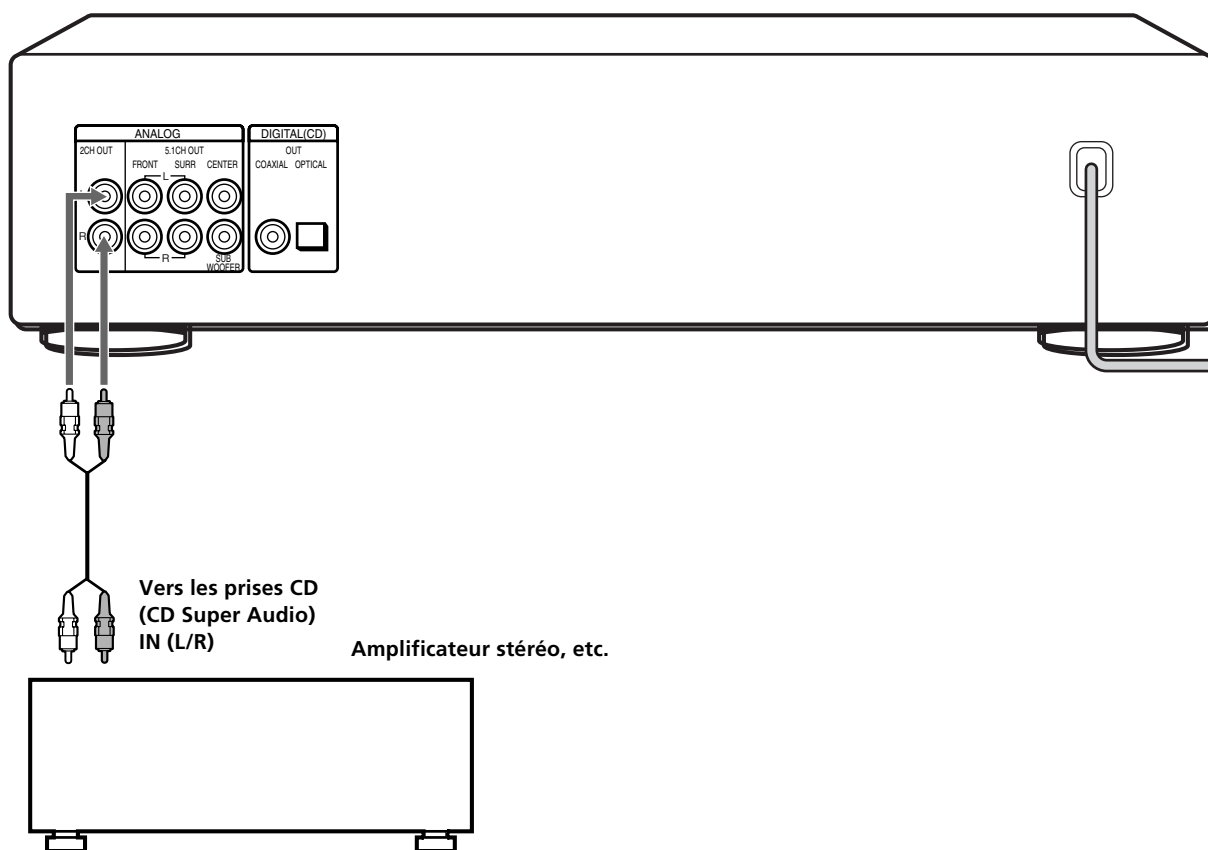 ANALOG
DIGITAL(CD)
2CH OUT
5.1CH OUT
OUT
FRONT SURR CENTER
COAXIAL OPTICAL
L
R
R
SUB
WOOFER
Vers les prises CD
(CD Super Audio)
IN (L/R)
Amplificateur stéréo, etc.